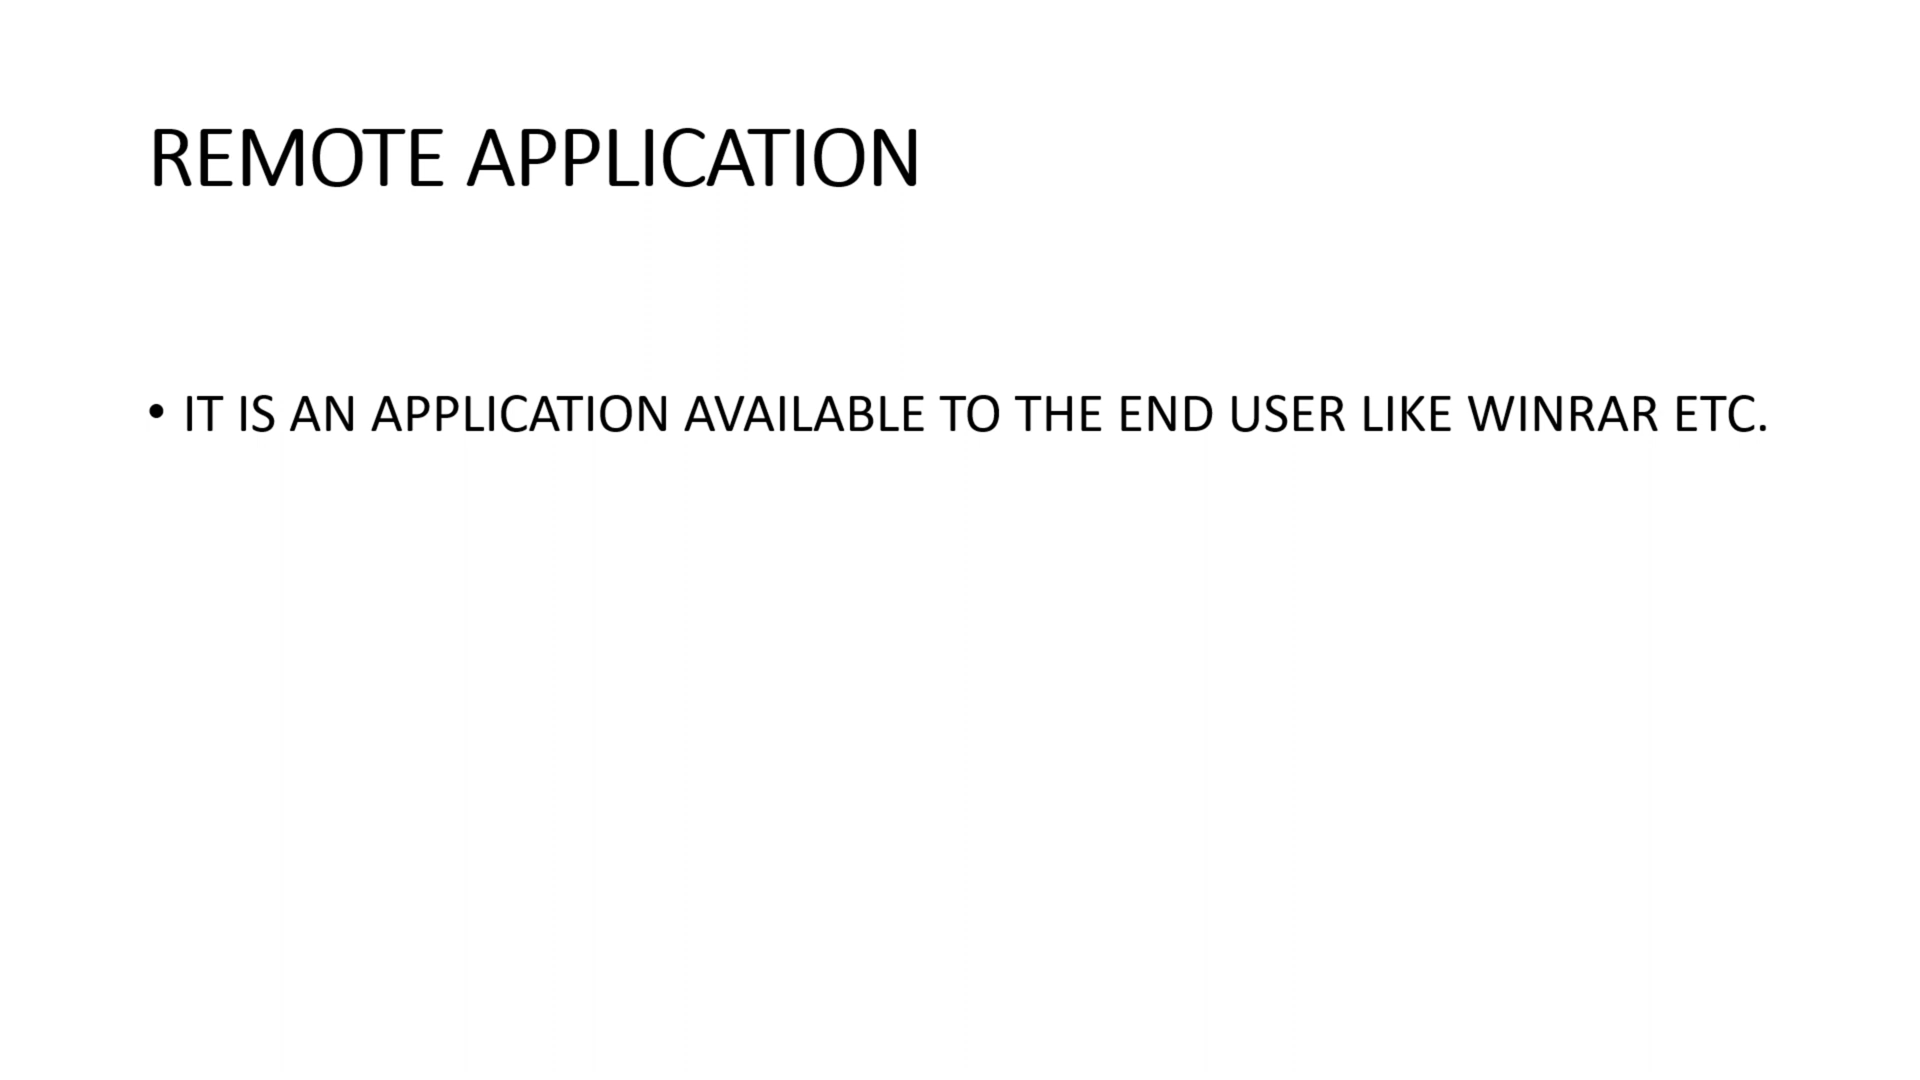 REMOTE APPLICATION
• IT IS AN APPLICATION AVAILABLE TO THE END USER LIKE WINRAR ETC.